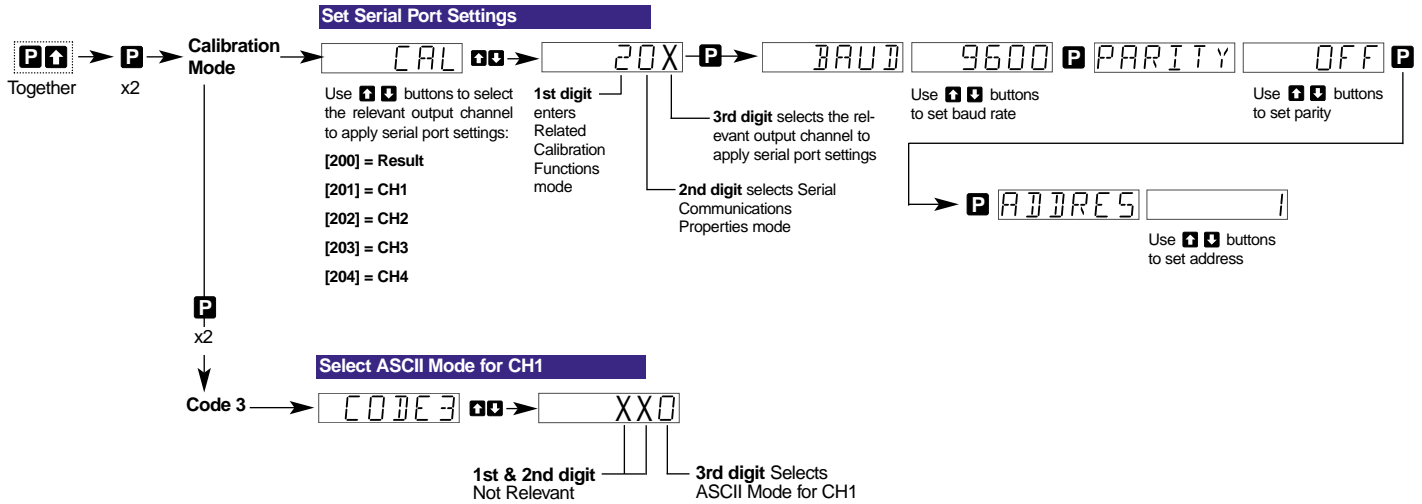 Set Serial Port Settings
P P Calibration Mode
Together x2
CAL 20X P BAUD 9600 P PARITY OFF P
Use buttons to select
the relevant output channel
to apply serial port settings:
[200] = Result
[201] = CH1
[202] = CH2
[203] = CH3
[204] = CH4
1st digit
enters
Related
Calibration
Functions
mode
3rd digit selects the rel-
evant output channel to
apply serial port settings
2nd digit selects Serial
Communications
Properties mode
Use buttons
to set baud rate
Use buttons
to set parity
P ADDRES 1
Use buttons
to set address
P
x2
Select ASCII Mode for CH1
Code 3 CODE3 XX0
1st & 2nd digit
Not Relevant
3rd digit Selects
ASCII Mode for CH1